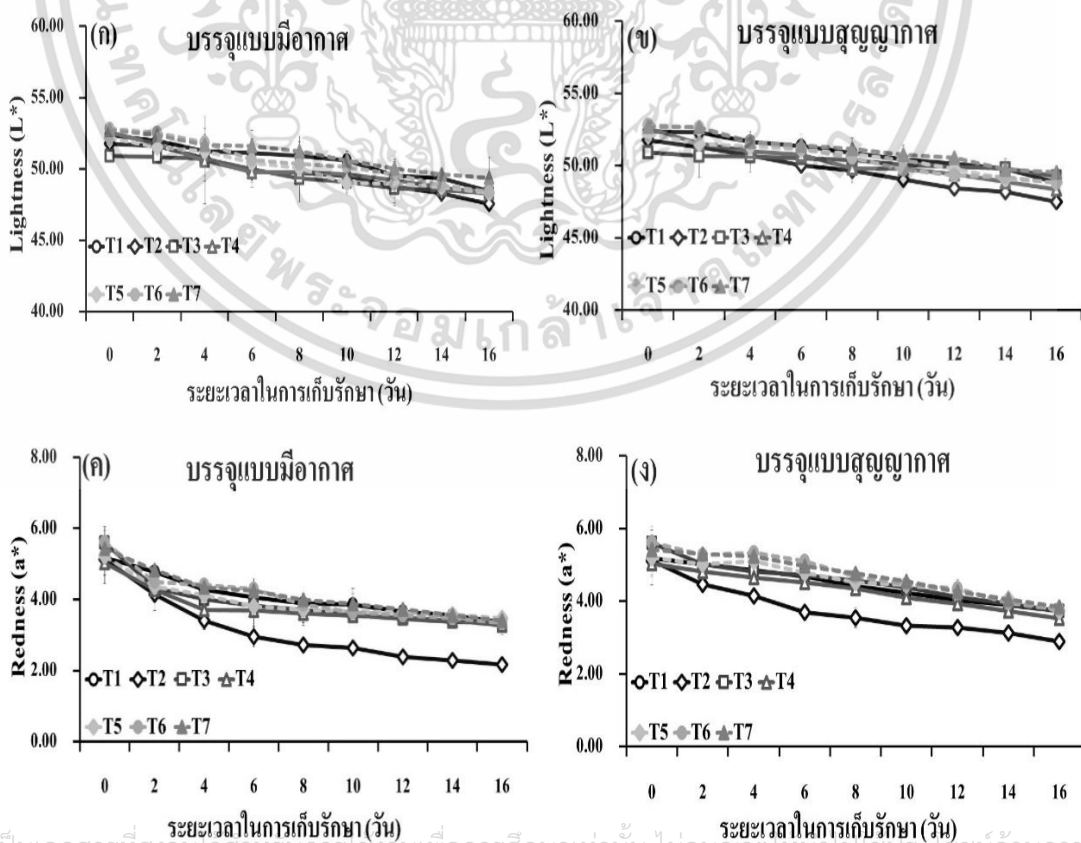 (ก) บรรจุแบบมีอากาศ
60.00
55.00
50.00
45.00
40.00
Lightness (L*)
T1 T2 T3 T4
T5 T6 T7
0 2 4 6 8 10 12 14 16
ระยะเวลาในการเก็บรักษา (วัน)
(ข) บรรจุแบบสุญญากาศ
60.00
55.00
50.00
45.00
40.00
Lightness (L*)
T1 T2 T3 T4
T5 T6 T7
0 2 4 6 8 10 12 14 16
ระยะเวลาในการเก็บรักษา (วัน)
(ค) บรรจุแบบมีอากาศ
8.00
6.00
4.00
2.00
0.00
Redness (a*)
T1 T2 T3 T4
T5 T6 T7
0 2 4 6 8 10 12 14 16
ระยะเวลาในการเก็บรักษา (วัน)
(ง) บรรจุแบบสุญญากาศ
8.00
6.00
4.00
2.00
0.00
Redness (a*)
T1 T2 T3 T4
T5 T6 T7
0 2 4 6 8 10 12 14 16
ระยะเวลาในการเก็บรักษา (วัน)